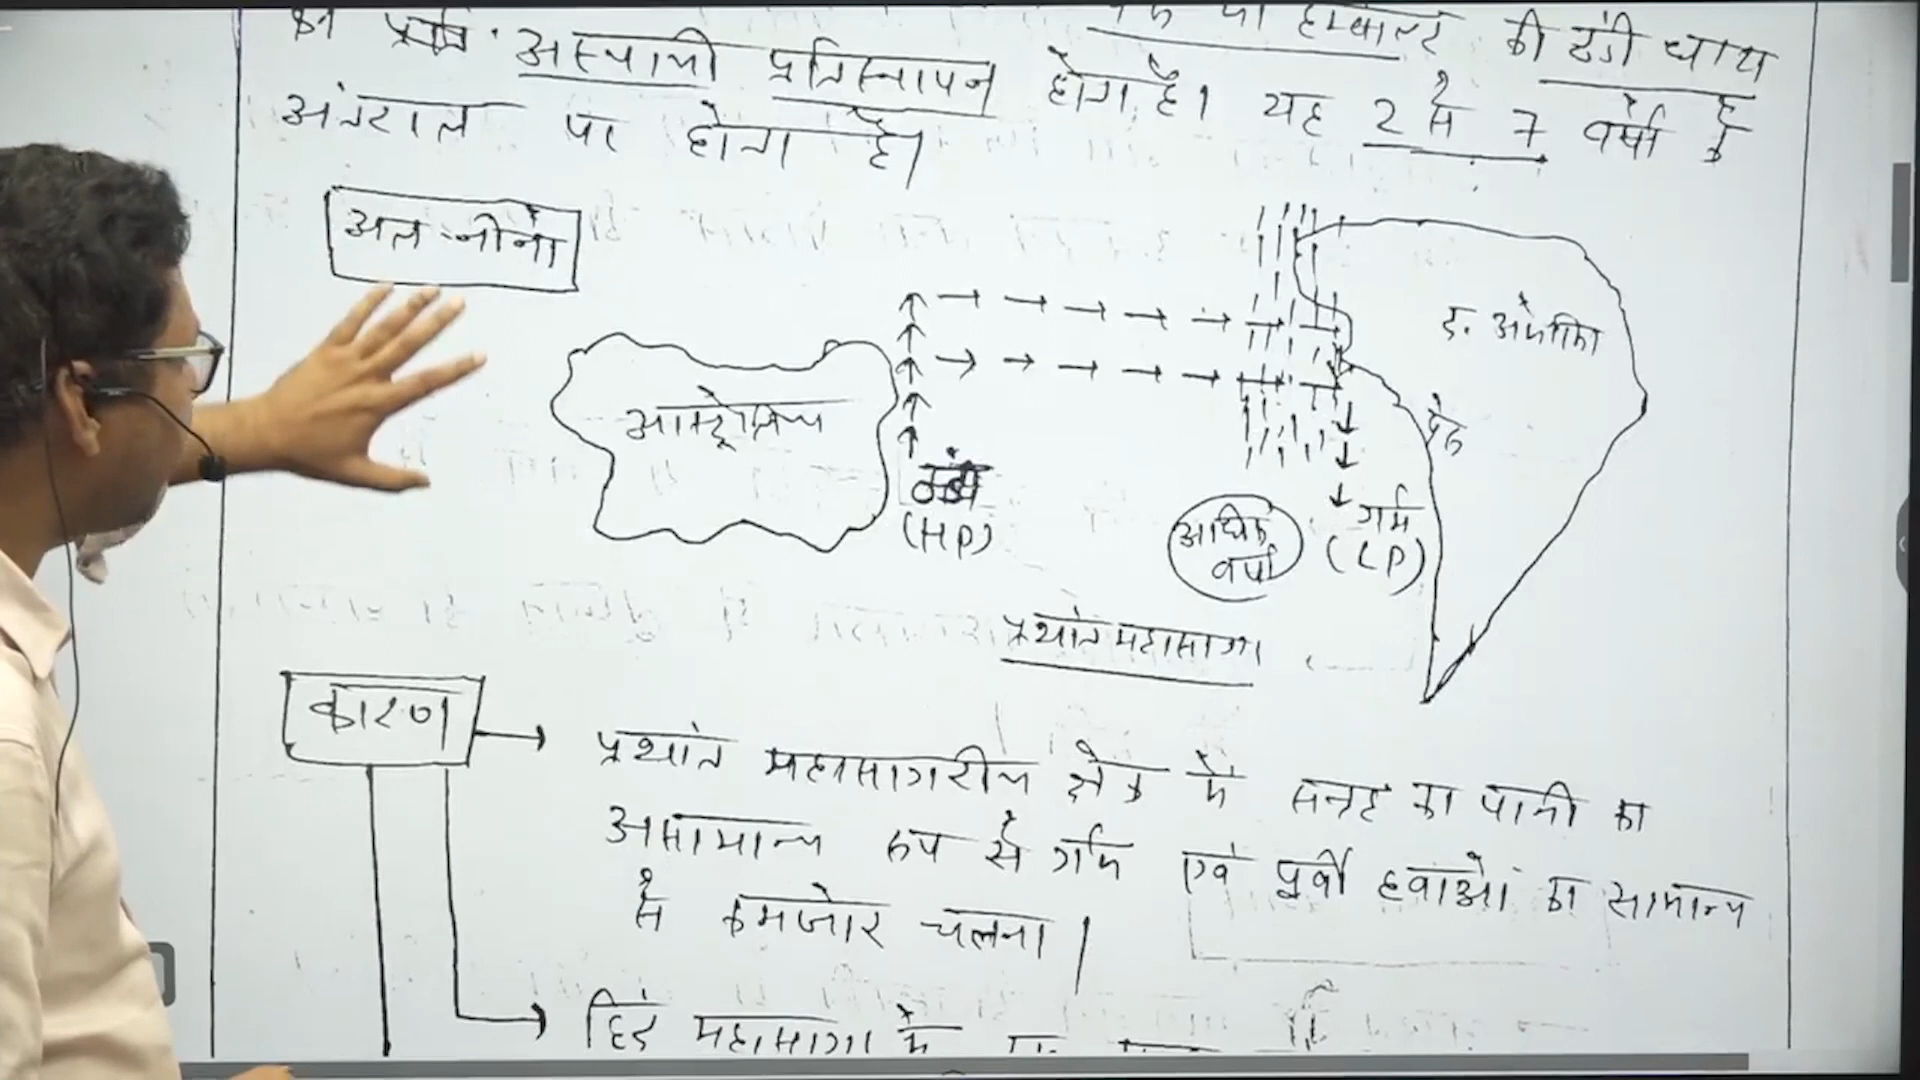 की ठंडी धारा
का अस्थायी प्रतिस्थापन होता है। यह 2 से 7 वर्षो के
अंतराल पर होता है।
अल-नीनो
द. अमेरिका
आस्ट्रेलिया
पेरू
ठंडा
(HP)
अधिक
वर्षा
गर्म
(LP)
प्रशांत महासागर
कारण
प्रशांत महासागरीय क्षेत्र में सतह का पानी का
असामान्य रूप से गर्म एवं पूर्वी हवाओं का सामान्य
से कमजोर चलना।
हिंद महासागर में